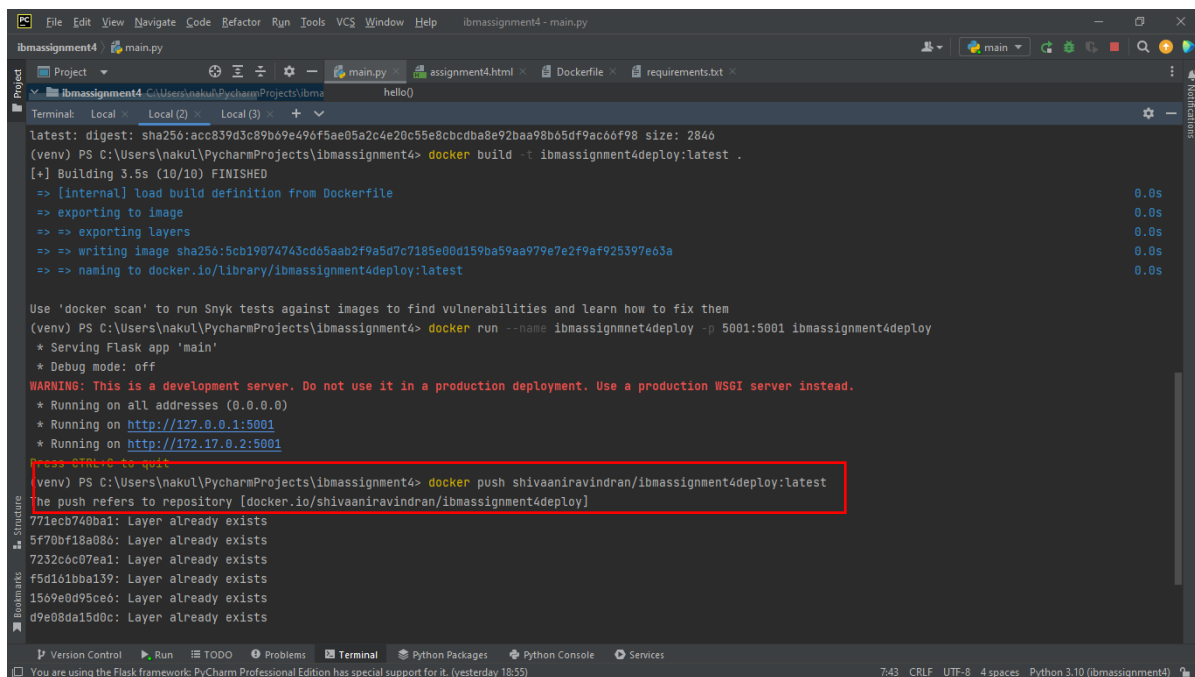 PC File Edit View Navigate Code Refactor Run Tools VCS Window Help ibmassignment4 - main.py
ibmassignment4 main.py main
Project main.py assignment4.html Dockerfile requirements.txt
ibmassignment4 C:\Users\nakul\PycharmProjects\ibma hello()
Terminal: Local Local (2) Local (3)
latest: digest: sha256:acc839d3c89b69e496f5ae05a2c4e20c55e8cbcdba8e92baa98b65df9ac66f98 size: 2846
(venv) PS C:\Users\nakul\PycharmProjects\ibmassignment4> docker build -t ibmassignment4deploy:latest .
[+] Building 3.5s (10/10) FINISHED
=> [internal] load build definition from Dockerfile 0.0s
=> exporting to image 0.0s
=> => exporting layers 0.0s
=> => writing image sha256:5cb19074743cd65aab2f9a5d7c7185e00d159ba59aa979e7e2f9af925397e63a 0.0s
=> => naming to docker.io/library/ibmassignment4deploy:latest 0.0s
Use 'docker scan' to run Snyk tests against images to find vulnerabilities and learn how to fix them
(venv) PS C:\Users\nakul\PycharmProjects\ibmassignment4> docker run --name ibmassignmnet4deploy -p 5001:5001 ibmassignment4deploy
* Serving Flask app 'main'
* Debug mode: off
WARNING: This is a development server. Do not use it in a production deployment. Use a production WSGI server instead.
* Running on all addresses (0.0.0.0)
* Running on http://127.0.0.1:5001
* Running on http://172.17.0.2:5001
Press CTRL+C to quit
(venv) PS C:\Users\nakul\PycharmProjects\ibmassignment4> docker push shivaaniravindran/ibmassignment4deploy:latest
The push refers to repository [docker.io/shivaaniravindran/ibmassignment4deploy]
771ecb740ba1: Layer already exists
5f70bf18a086: Layer already exists
7232c6c07ea1: Layer already exists
f5d161bba139: Layer already exists
1569e0d95ce6: Layer already exists
d9e08da15d0c: Layer already exists
Project
Structure
Bookmarks
Notifications
Version Control Run TODO Problems Terminal Python Packages Python Console Services
You are using the Flask framework: PyCharm Professional Edition has special support for it. (yesterday 18:55) 7:43 CRLF UTF-8 4 spaces Python 3.10 (ibmassignment4)